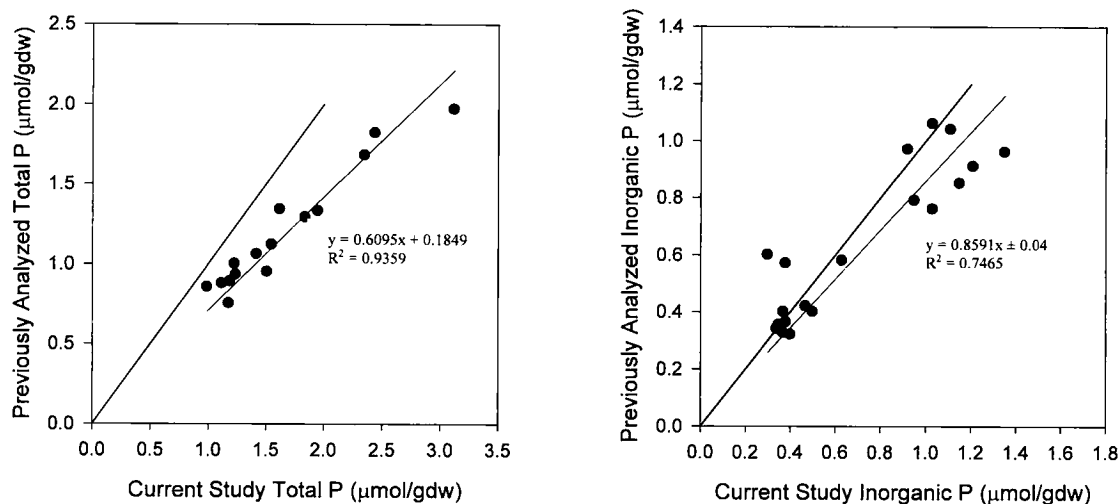 Previously Analyzed Total P (μmol/gdw)
2.5
2.0
1.5
1.0
0.5
0.0
y = 0.6095x + 0.1849
R² = 0.9359
0.0 0.5 1.0 1.5 2.0 2.5 3.0 3.5
Current Study Total P (μmol/gdw)
Previously Analyzed Inorganic P (μmol/gdw)
1.4
1.2
1.0
0.8
0.6
0.4
0.2
0.0
y = 0.8591x ± 0.04
R² = 0.7465
0.0 0.2 0.4 0.6 0.8 1.0 1.2 1.4 1.6 1.8
Current Study Inorganic P (μmol/gdw)